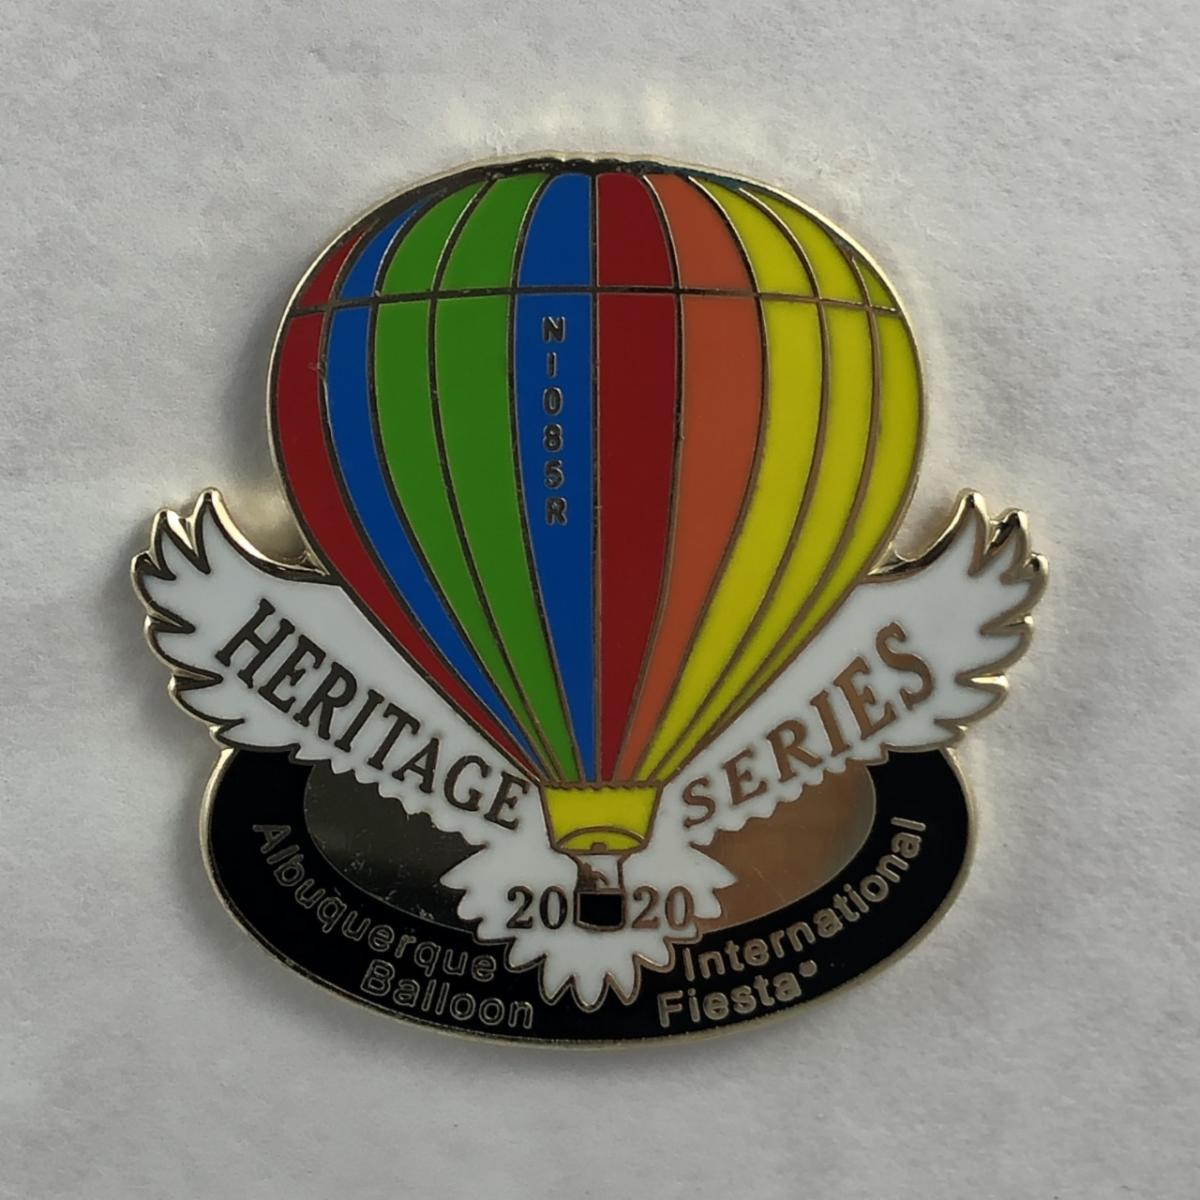 N1085R
HERITAGE SERIES
2020
Albuquerque International
Balloon Fiesta®